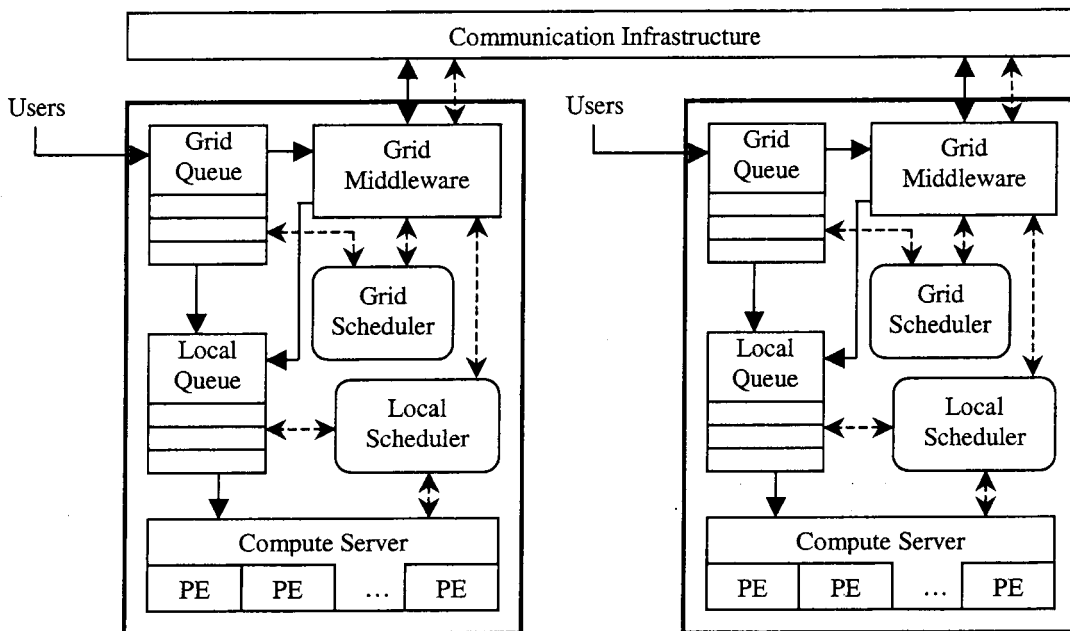 Communication Infrastructure
Users
Grid
Queue
Grid
Middleware
Grid
Scheduler
Local
Queue
Local
Scheduler
Compute Server
PE
PE
...
PE
Users
Grid
Queue
Grid
Middleware
Grid
Scheduler
Local
Queue
Local
Scheduler
Compute Server
PE
PE
...
PE